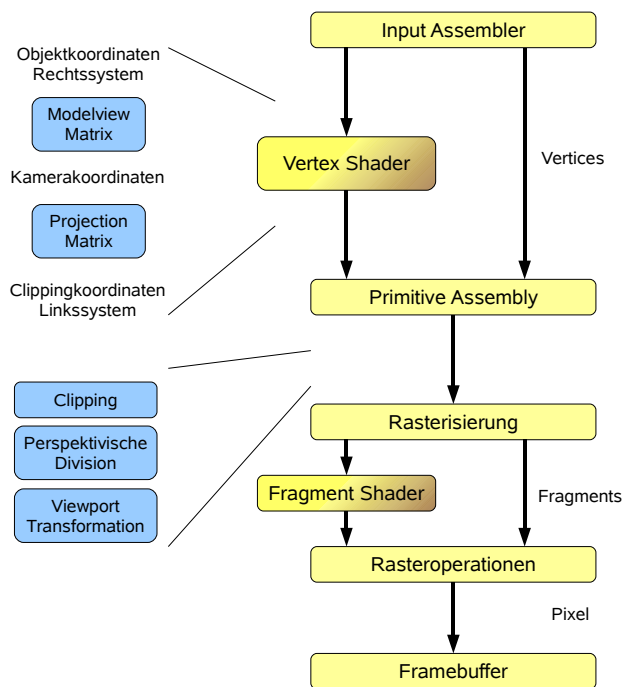 Input Assembler
Objektkoordinaten
Rechtssystem
Modelview
Matrix
Vertex Shader
Vertices
Kamerakoordinaten
Projection
Matrix
Clippingkoordinaten
Linkssystem
Primitive Assembly
Clipping
Perspektivische
Division
Viewport
Transformation
Rasterisierung
Fragment Shader
Fragments
Rasteroperationen
Pixel
Framebuffer